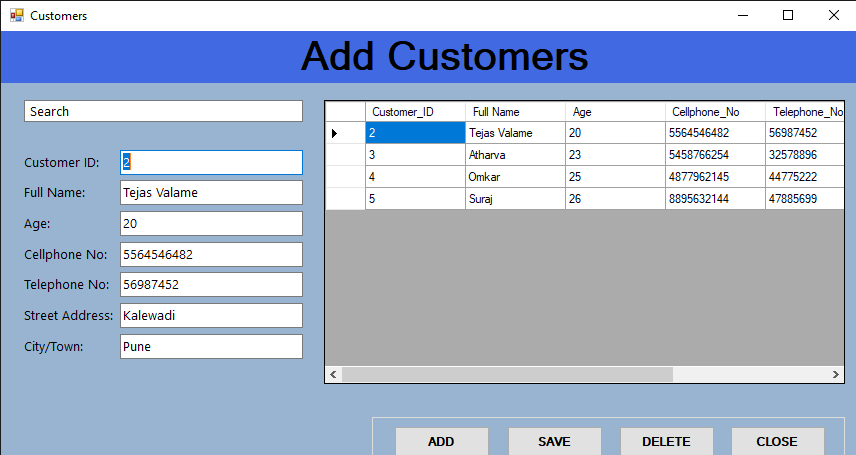 Customers
Add Customers
Search
Customer ID: 2
Full Name: Tejas Valame
Age: 20
Cellphone No: 5564546482
Telephone No: 56987452
Street Address: Kalewadi
City/Town: Pune
Customer_ID Full Name Age Cellphone_No Telephone_No
2 Tejas Valame 20 5564546482 56987452
3 Atharva 23 5458766254 32578896
4 Omkar 25 4877962145 44775222
5 Suraj 26 8895632144 47885699
ADD SAVE DELETE CLOSE